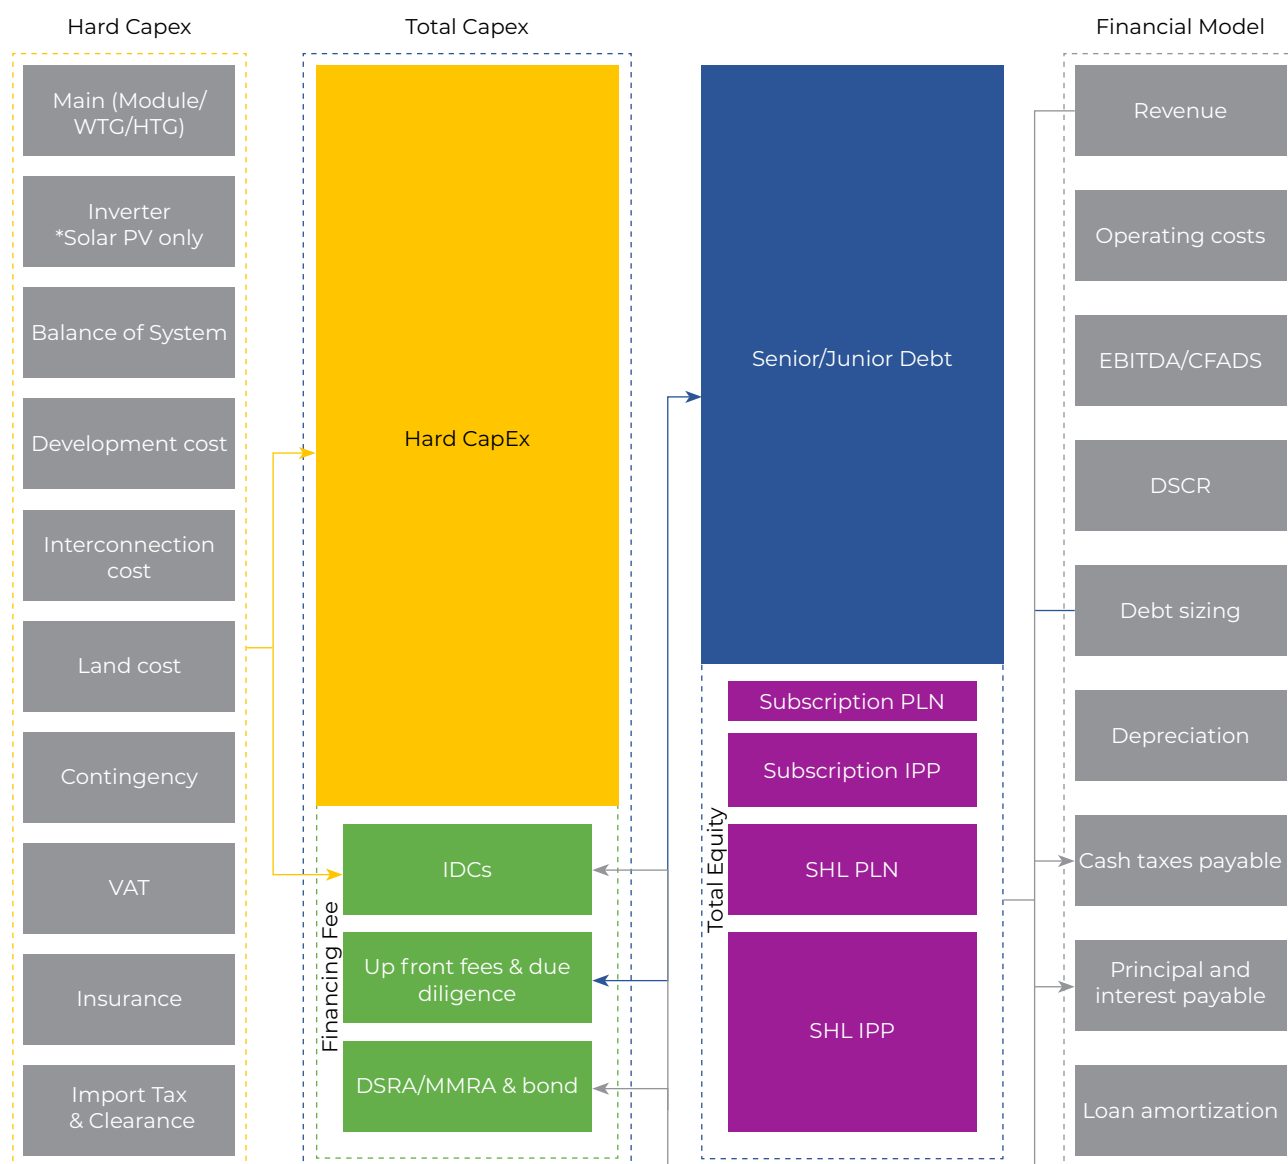 Hard Capex
Main (Module/
WTG/HTG)
Inverter
*Solar PV only
Balance of System
Development cost
Interconnection
cost
Land cost
Contingency
VAT
Insurance
Import Tax
& Clearance
Total Capex
Hard CapEx
Financing Fee
IDCs
Up front fees & due
diligence
DSRA/MMRA & bond
Senior/Junior Debt
Total Equity
Subscription PLN
Subscription IPP
SHL PLN
SHL IPP
Financial Model
Revenue
Operating costs
EBITDA/CFADS
DSCR
Debt sizing
Depreciation
Cash taxes payable
Principal and
interest payable
Loan amortization